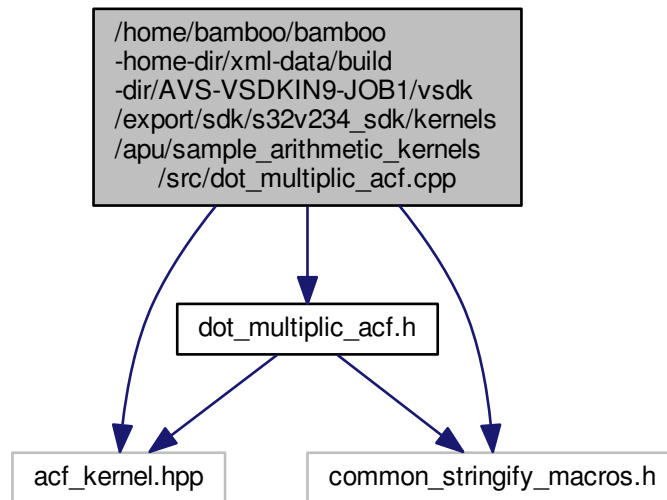 /home/bamboo/bamboo
-home-dir/xml-data/build
-dir/AVS-VSDKIN9-JOB1/vsdk
/export/sdk/s32v234_sdk/kernels
/apu/sample_arithmetic_kernels
/src/dot_multiplic_acf.cpp
dot_multiplic_acf.h
acf_kernel.hpp
common_stringify_macros.h